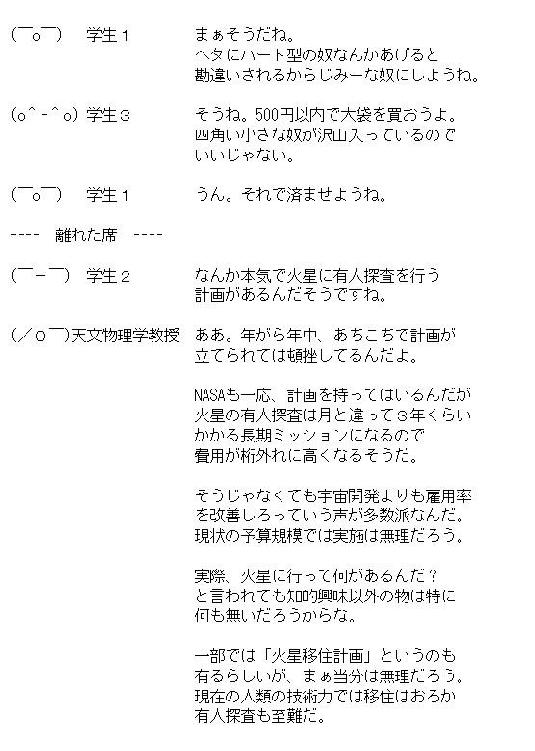 (￣o￣)　学生１　まぁそうだね。
ヘタにハート型の奴なんかあげると
勘違いされるからじみーな奴にしようね。
(o＾-＾o) 学生３　そうね。500円以内で大袋を買おうよ。
四角い小さな奴が沢山入っているので
いいじゃない。
(￣o￣)　学生１　うん。それで済ませようね。
----　離れた席　----
(￣－￣)　学生２　なんか本気で火星に有人探査を行う
計画があるんだそうですね。
(／Ｏ￣)天文物理学教授　ああ。年がら年中、あちこちで計画が
立てられては頓挫してるんだよ。
NASAも一応、計画を持ってはいるんだが
火星の有人探査は月と違って３年くらい
かかる長期ミッションになるので
費用が桁外れに高くなるそうだ。
そうじゃなくても宇宙開発よりも雇用率
を改善しろっていう声が多数派なんだ。
現状の予算規模では実施は無理だろう。
実際、火星に行って何があるんだ？
と言われても知的興味以外の物は特に
何も無いだろうからな。
一部では「火星移住計画」というのも
有るらしいが、まぁ当分は無理だろう。
現在の人類の技術力では移住はおろか
有人探査も至難だ。